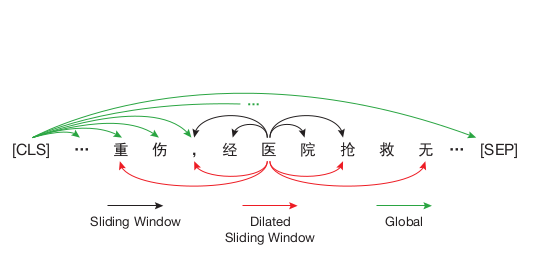 ...
[CLS] ... 重 伤 , 经 医 院 抢 救 无 ... [SEP]
Sliding Window Dilated Sliding Window Global